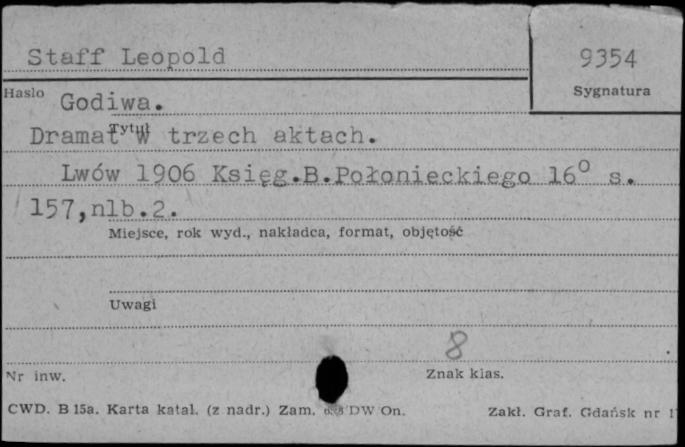 Staff Leopold
9354
Hasło
Sygnatura
Godiwa.
Tytuł
Dramat w trzech aktach.
Lwów 1906 Księg.B.Połonieckiego 16° s.
157,nlb.2.
Miejsce, rok wyd., nakładca, format, objętość
Uwagi
8
Nr inw.
Znak klas.
CWD. B 15a. Karta katal. (z nadr.) Zam. DW On.
Zakł. Graf. Gdańsk nr